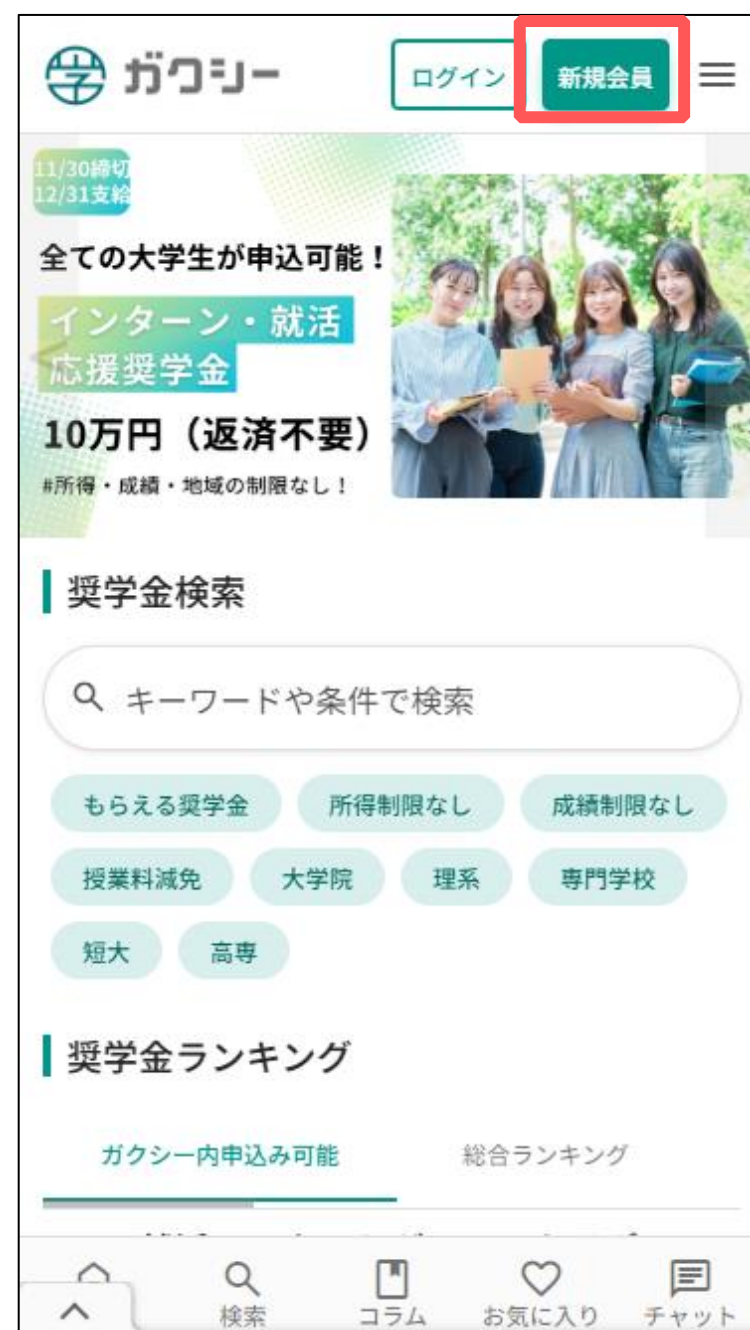 ガクシー
ログイン
新規会員
11/30締切
12/31支給
全ての大学生が申込可能！
インターン・就活
応援奨学金
10万円（返済不要）
#所得・成績・地域の制限なし！
奨学金検索
キーワードや条件で検索
もらえる奨学金 所得制限なし 成績制限なし
授業料減免 大学院 理系 専門学校
短大 高専
奨学金ランキング
ガクシー内申込み可能 総合ランキング
検索 コラム お気に入り チャット